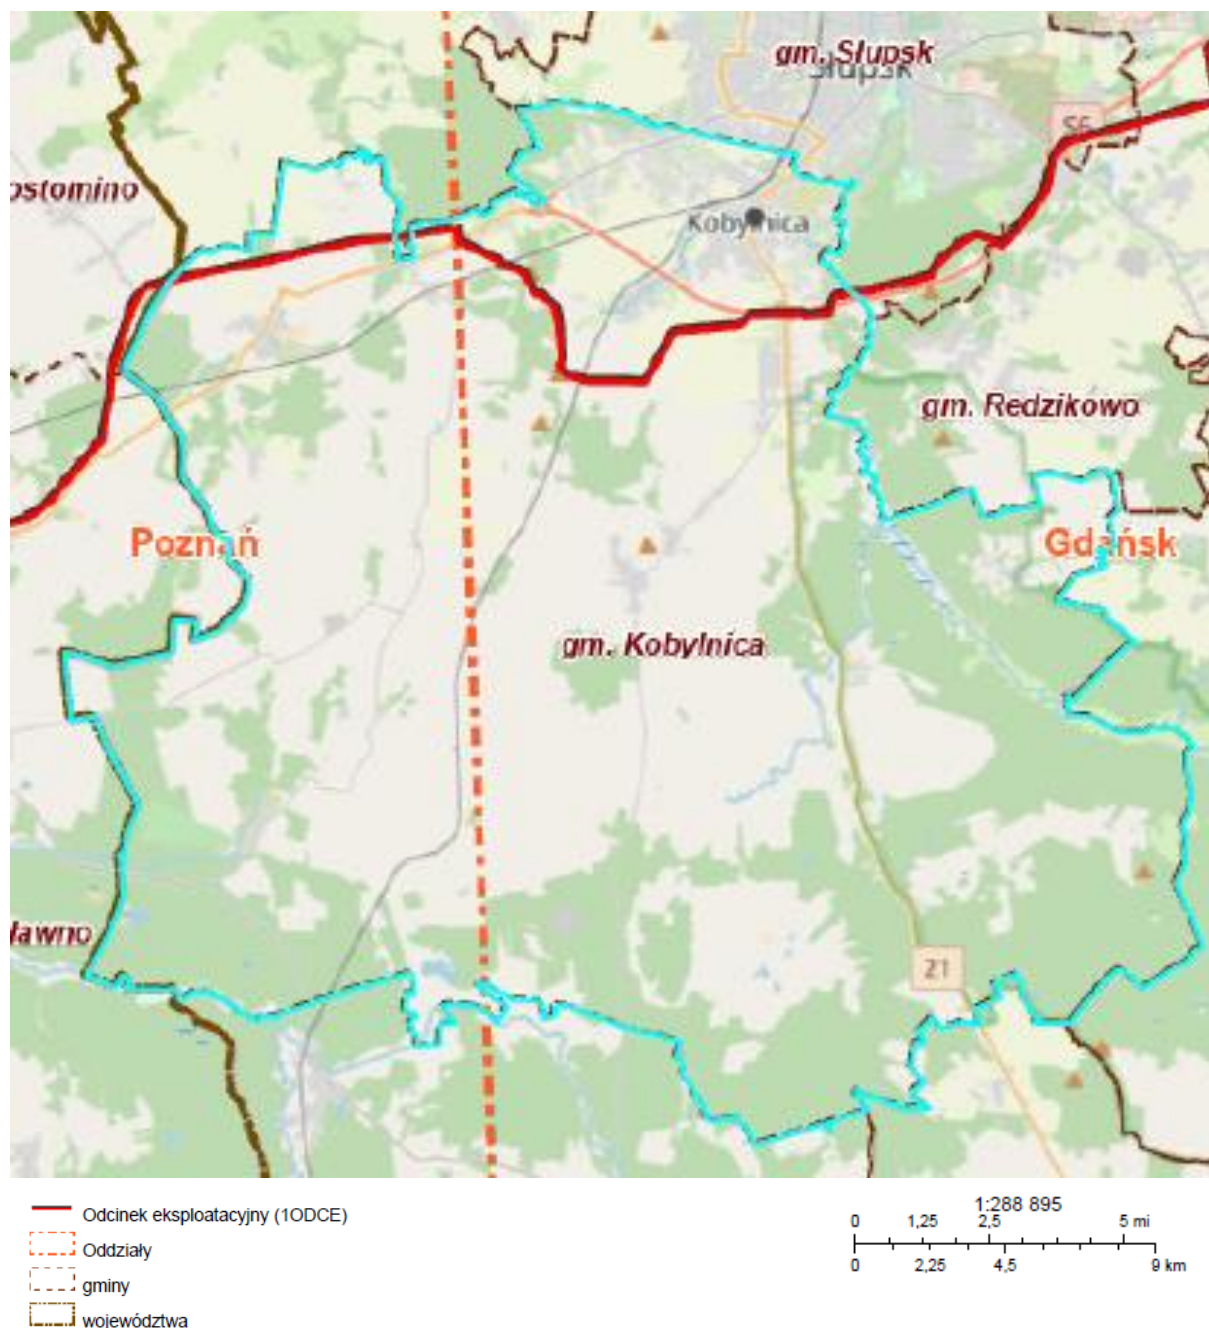 gm. Słupsk
Słupsk
S6
ostomino
Kobylnica
gm. Redzikowo
Poznań
Gdańsk
gm. Kobylnica
ławno
21
Odcinek eksploatacyjny (1ODCE)
Oddziały
gminy
województwa
1:288 895
0 1,25 2,5 5 mi
0 2,25 4,5 9 km